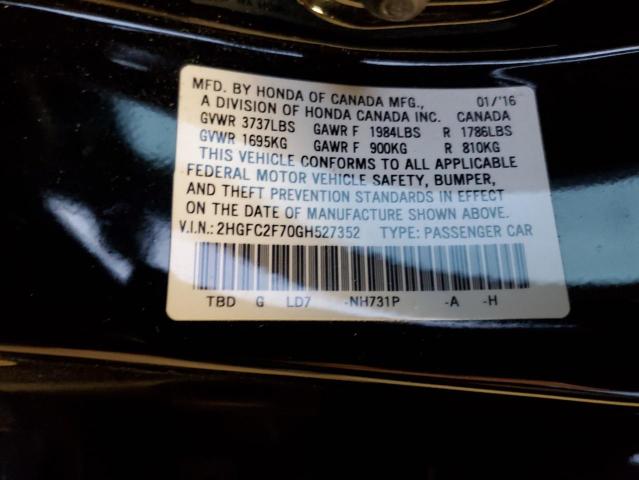 MFD. BY HONDA OF CANADA MFG., 01/'16
A DIVISION OF HONDA CANADA INC. CANADA
GVWR 3737LBS GAWR F 1984LBS R 1786LBS
GVWR 1695KG GAWR F 900KG R 810KG
THIS VEHICLE CONFORMS TO ALL APPLICABLE
FEDERAL MOTOR VEHICLE SAFETY, BUMPER,
AND THEFT PREVENTION STANDARDS IN EFFECT
ON THE DATE OF MANUFACTURE SHOWN ABOVE.
V.I.N.: 2HGFC2F70GH527352 TYPE: PASSENGER CAR
TBD G LD7 -NH731P -A -H